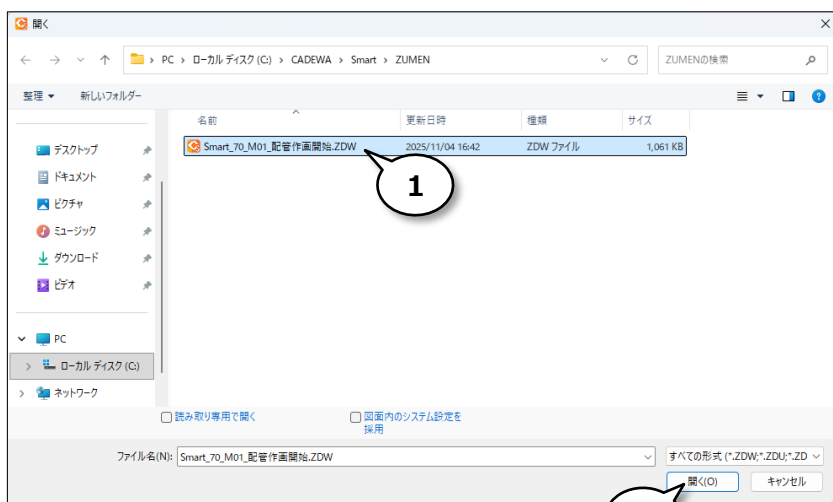 開く
PC › ローカル ディスク (C:) › CADEWA › Smart › ZUMEN
ZUMENの検索
整理
新しいフォルダー
名前 更新日時 種類 サイズ
Smart_70_M01_配管作画開始.ZDW 2025/11/04 16:42 ZDW ファイル 1,061 KB
1
デスクトップ
ドキュメント
ピクチャ
ミュージック
ダウンロード
ビデオ
PC
ローカル ディスク (C:)
ネットワーク
読み取り専用で開く
図面内のシステム設定を
採用
ファイル名(N): Smart_70_M01_配管作画開始.ZDW
すべての形式 (*.ZDW;*.ZDU;*.ZD
開く(O) キャンセル